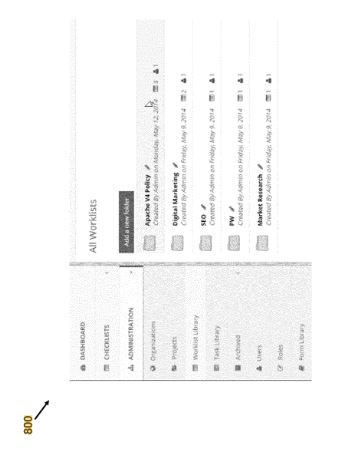 800
DASHBOARD
CHECKLISTS
ADMINISTRATION
Organizations
Projects
Worklist Library
Task Library
Archived
Users
Roles
Form Library
All Worklists
Add a new folder
Apache V4 Policy
Created By Admin on Monday, May 12, 2014 3 1
Digital Marketing
Created By Admin on Friday, May 9, 2014 2 1
SEO
Created By Admin on Friday, May 9, 2014 1 1
PW
Created By Admin on Friday, May 9, 2014 1 1
Market Research
Created By Admin on Friday, May 9, 2014 1 1